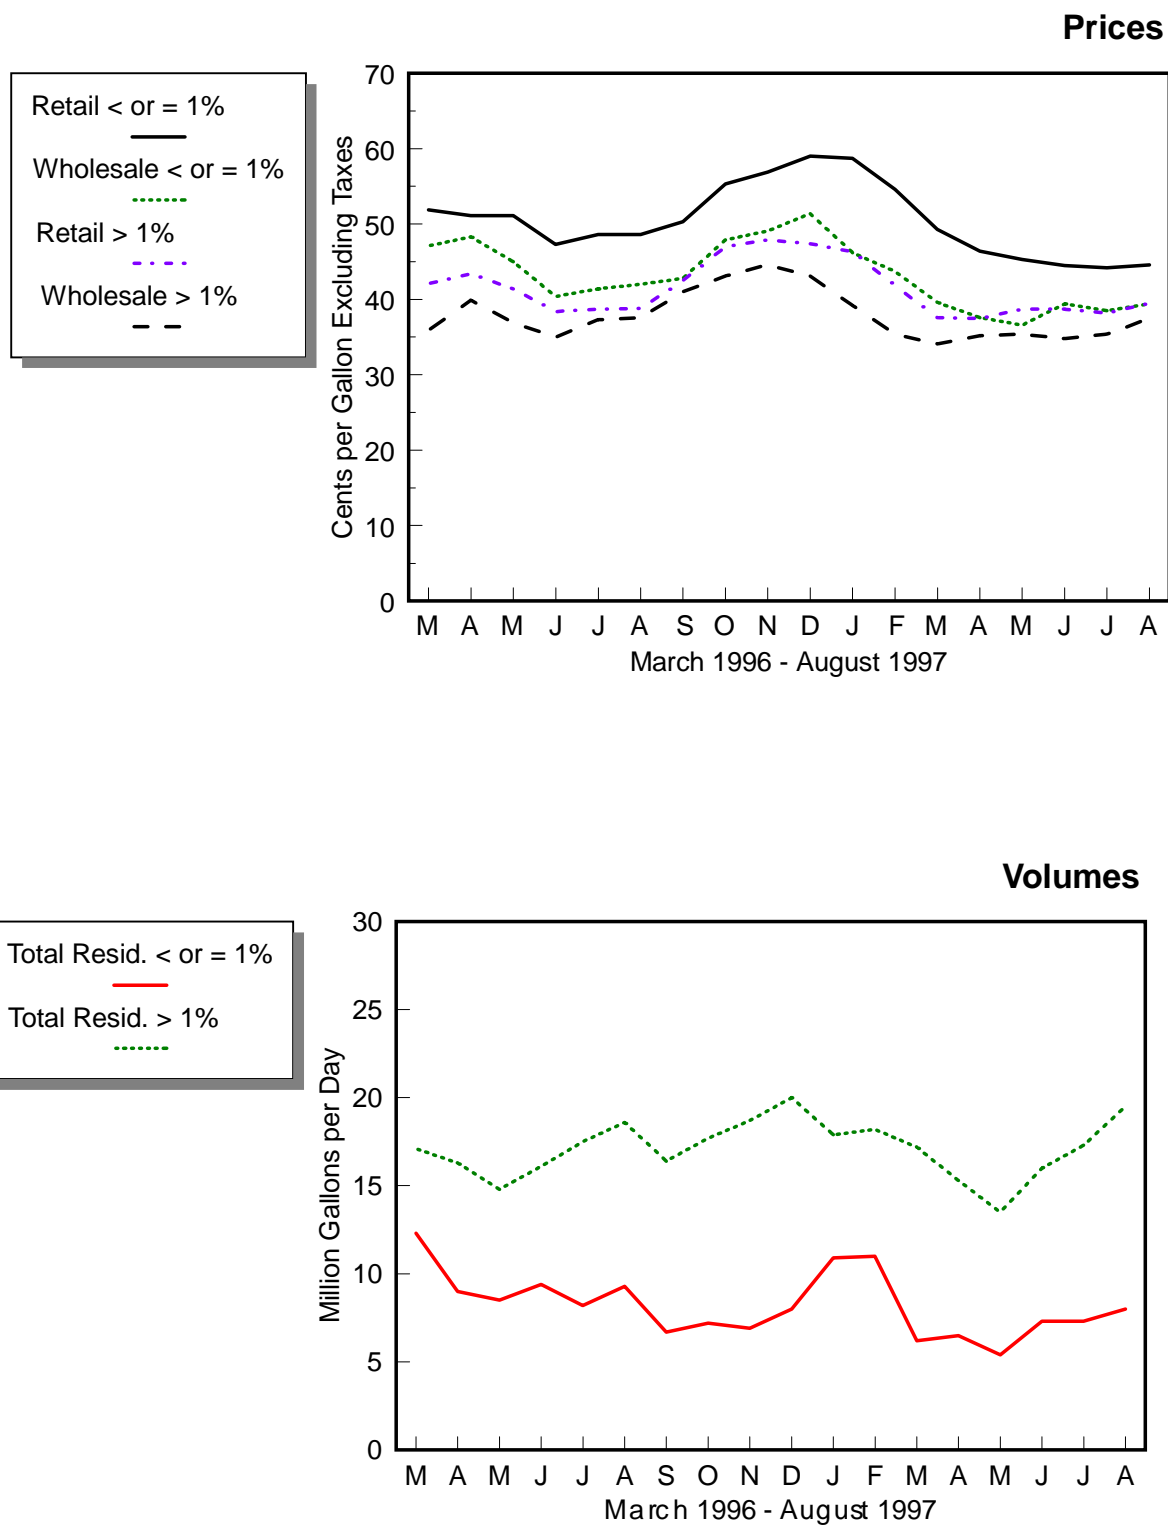 Prices
Retail < or = 1%
Wholesale < or = 1%
Retail > 1%
Wholesale > 1%
Cents per Gallon Excluding Taxes
70
60
50
40
30
20
10
0
M A M J J A S O N D J F M A M J J A
March 1996 - August 1997
Volumes
Total Resid. < or = 1%
Total Resid. > 1%
Million Gallons per Day
30
25
20
15
10
5
0
M A M J J A S O N D J F M A M J J A
March 1996 - August 1997